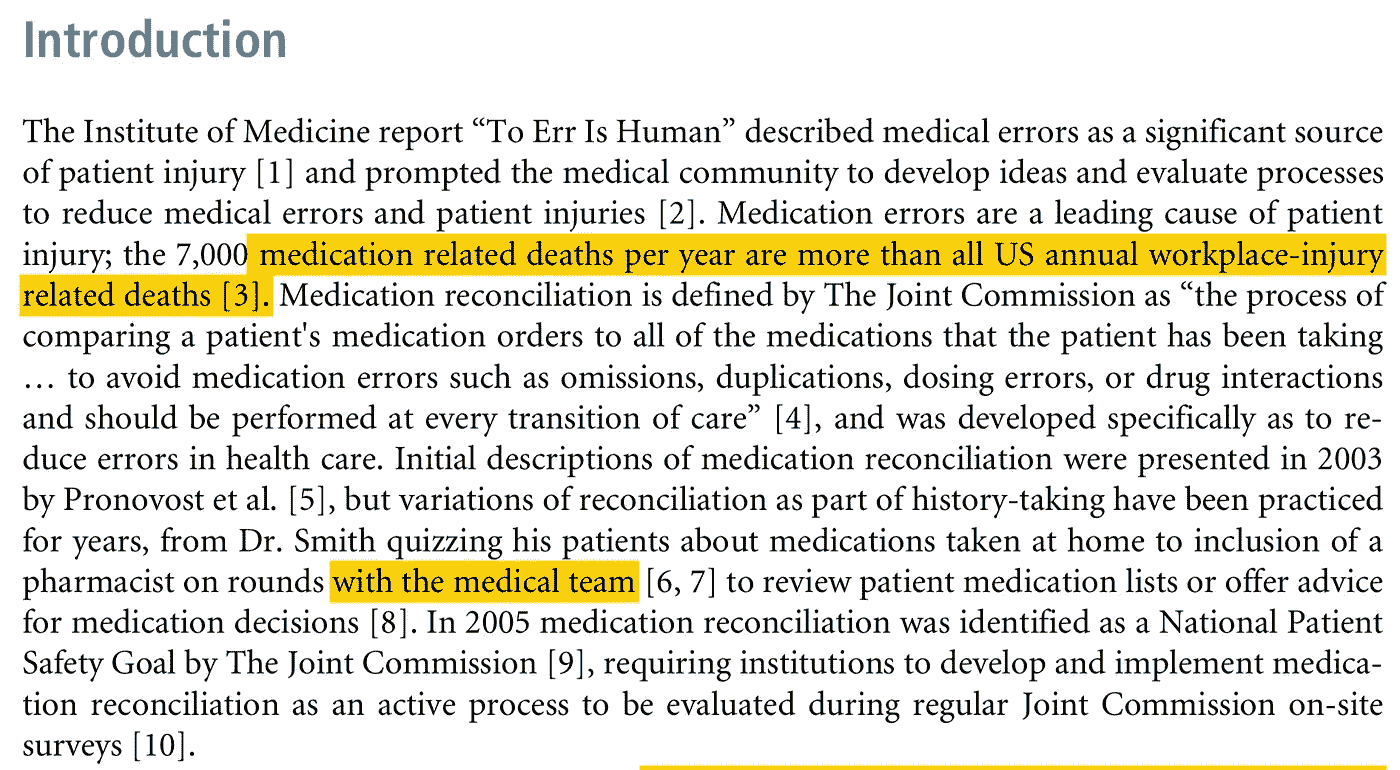 Introduction
The Institute of Medicine report “To Err Is Human” described medical errors as a significant source
of patient injury [1] and prompted the medical community to develop ideas and evaluate processes
to reduce medical errors and patient injuries [2]. Medication errors are a leading cause of patient
injury; the 7,000 medication related deaths per year are more than all US annual workplace-injury
related deaths [3]. Medication reconciliation is defined by The Joint Commission as “the process of
comparing a patient's medication orders to all of the medications that the patient has been taking
… to avoid medication errors such as omissions, duplications, dosing errors, or drug interactions
and should be performed at every transition of care” [4], and was developed specifically as to re-
duce errors in health care. Initial descriptions of medication reconciliation were presented in 2003
by Pronovost et al. [5], but variations of reconciliation as part of history-taking have been practiced
for years, from Dr. Smith quizzing his patients about medications taken at home to inclusion of a
pharmacist on rounds with the medical team [6, 7] to review patient medication lists or offer advice
for medication decisions [8]. In 2005 medication reconciliation was identified as a National Patient
Safety Goal by The Joint Commission [9], requiring institutions to develop and implement medica-
tion reconciliation as an active process to be evaluated during regular Joint Commission on-site
surveys [10].